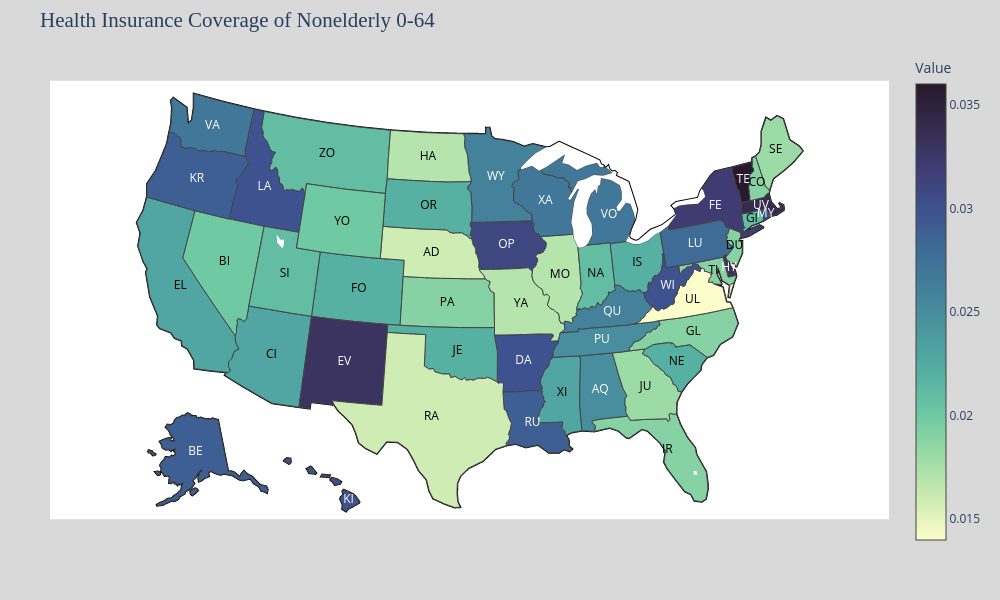 Health Insurance Coverage of Nonelderly 0-64
Value
0.035
0.03
0.025
0.02
0.015
VA
ZO
HA
SE
KR
LA
WY
XA
TE
CO
OR
YO
VO
FE
UY
MY
GI
AD
OP
LU
DU
BI
SI
IS
NA
MO
EL
FO
WI
UL
PA
YA
QU
GL
PU
CI
EV
JE
DA
NE
XI
AQ
JU
RA
RU
IR
BE
KI